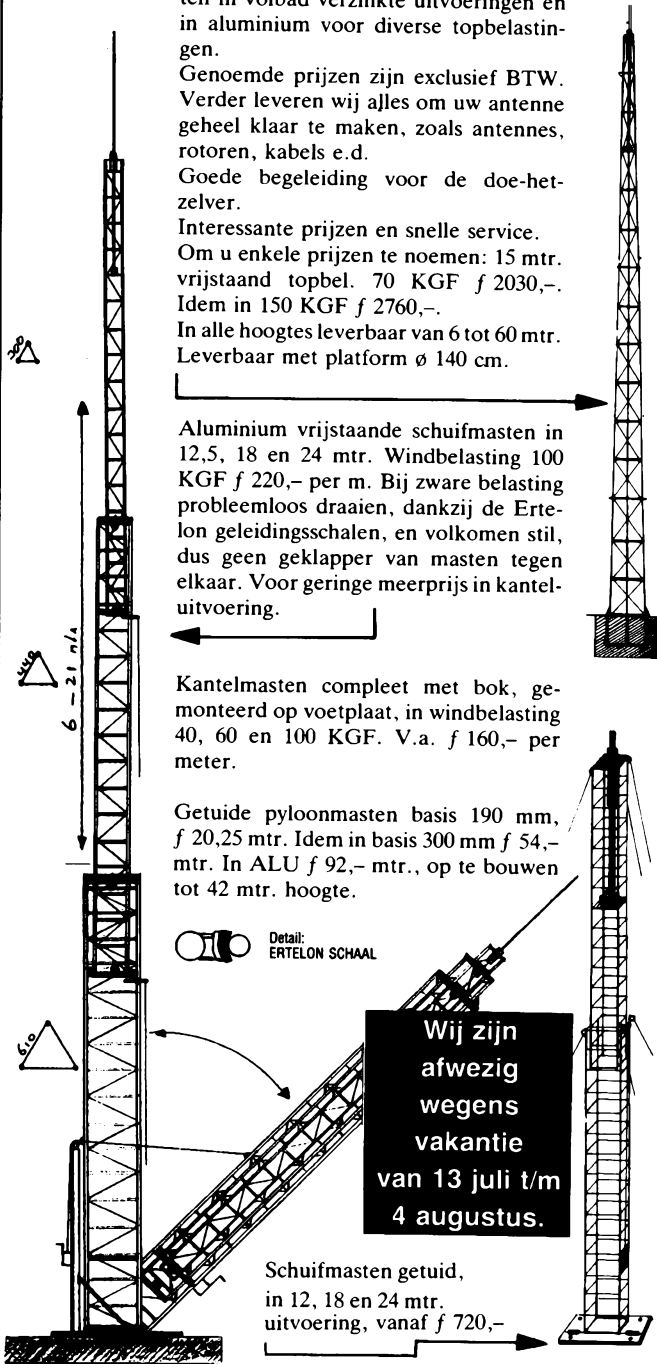 ten in volbad verzinkte uitvoeringen en
in aluminium voor diverse topbelastin-
gen.
Genoemde prijzen zijn exclusief BTW.
Verder leveren wij alles om uw antenne
geheel klaar te maken, zoals antennes,
rotoren, kabels e.d.
Goede begeleiding voor de doe-het-
zelver.
Interessante prijzen en snelle service.
Om u enkele prijzen te noemen: 15 mtr.
vrijstaand topbel. 70 KGF ƒ 2030,–.
Idem in 150 KGF ƒ 2760,–.
In alle hoogtes leverbaar van 6 tot 60 mtr.
Leverbaar met platform ø 140 cm.
300
Aluminium vrijstaande schuifmasten in
12,5, 18 en 24 mtr. Windbelasting 100
KGF ƒ 220,– per m. Bij zware belasting
probleemloos draaien, dankzij de Erte-
lon geleidingsschalen, en volkomen stil,
dus geen geklapper van masten tegen
elkaar. Voor geringe meerprijs in kantel-
uitvoering.
440
6 – 21 m/s
Kantelmasten compleet met bok, ge-
monteerd op voetplaat, in windbelasting
40, 60 en 100 KGF. V.a. ƒ 160,– per
meter.
Getuide pyloonmasten basis 190 mm,
ƒ 20,25 mtr. Idem in basis 300 mm ƒ 54,–
mtr. In ALU ƒ 92,– mtr., op te bouwen
tot 42 mtr. hoogte.
Detail:
ERTELON SCHAAL
610
Wij zijn
afwezig
wegens
vakantie
van 13 juli t/m
4 augustus.
Schuifmasten getuid,
in 12, 18 en 24 mtr.
uitvoering, vanaf ƒ 720,–